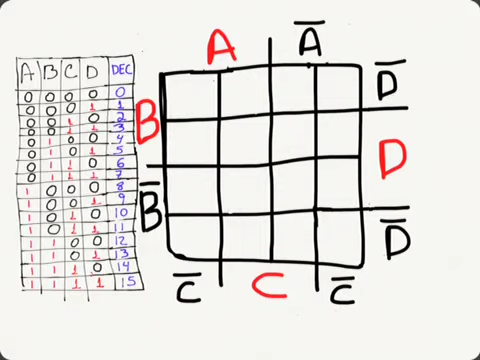 A B C D DEC
0 0 0 0 0
0 0 0 1 1
0 0 1 0 2
0 0 1 1 3
0 1 0 0 4
0 1 0 1 5
0 1 1 0 6
0 1 1 1 7
1 0 0 0 8
1 0 0 1 9
1 0 1 0 10
1 0 1 1 11
1 1 0 0 12
1 1 0 1 13
1 1 1 0 14
1 1 1 1 15
A A̅
B D̅
D
B̅ D̅
C̅ C C̅